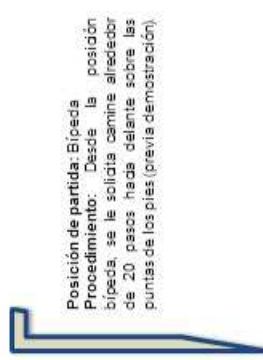 Posición de partida: Bípeda
Procedimiento: Desde la posición
bípeda, se le solicita camine alrededor
de 20 pasos hacia delante sobre las
puntas de los pies (previa demostración).